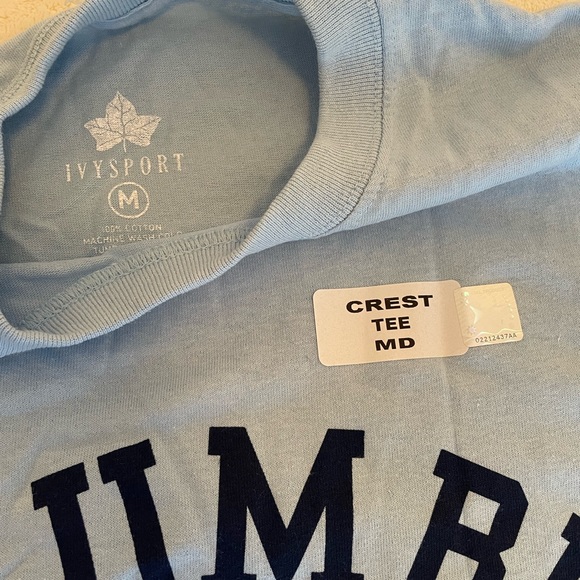 IVYSPORT
M
100% COTTON
MACHINE WASH COLD
CREST
TEE
MD
02212437AA
UMB